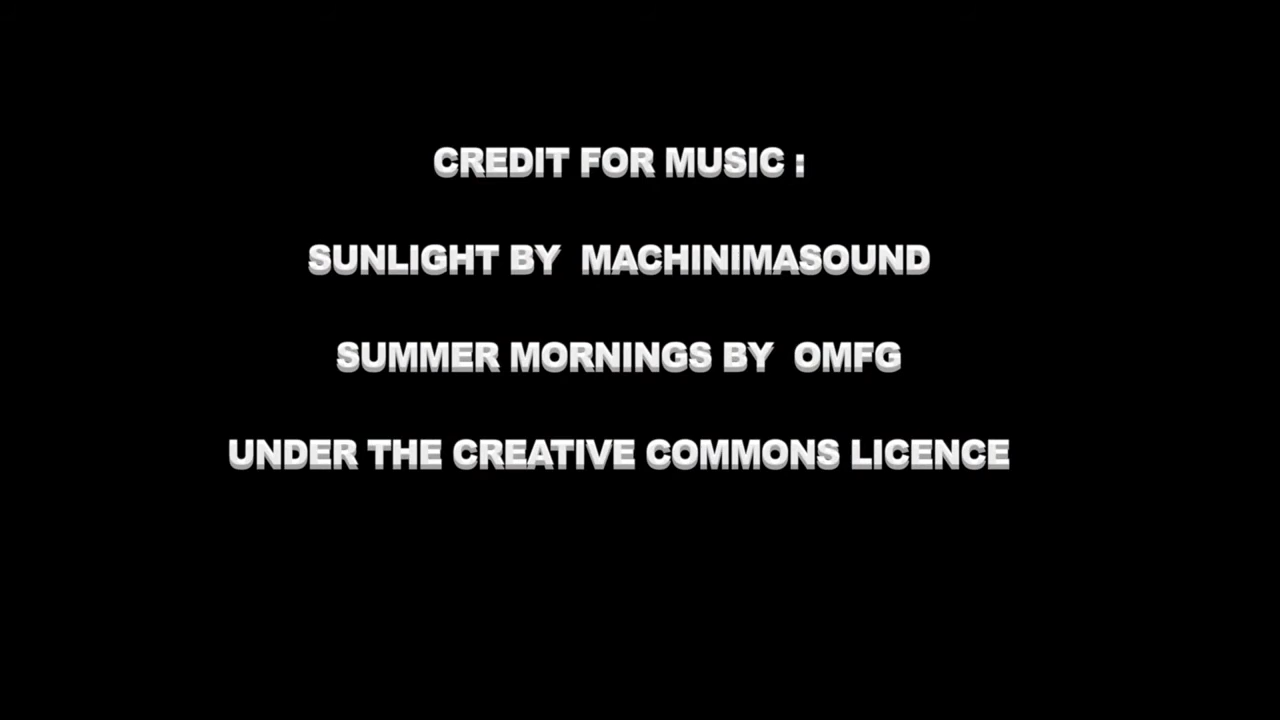 CREDIT FOR MUSIC :
SUNLIGHT BY  MACHINIMASOUND
SUMMER MORNINGS BY  OMFG
UNDER THE CREATIVE COMMONS LICENCE